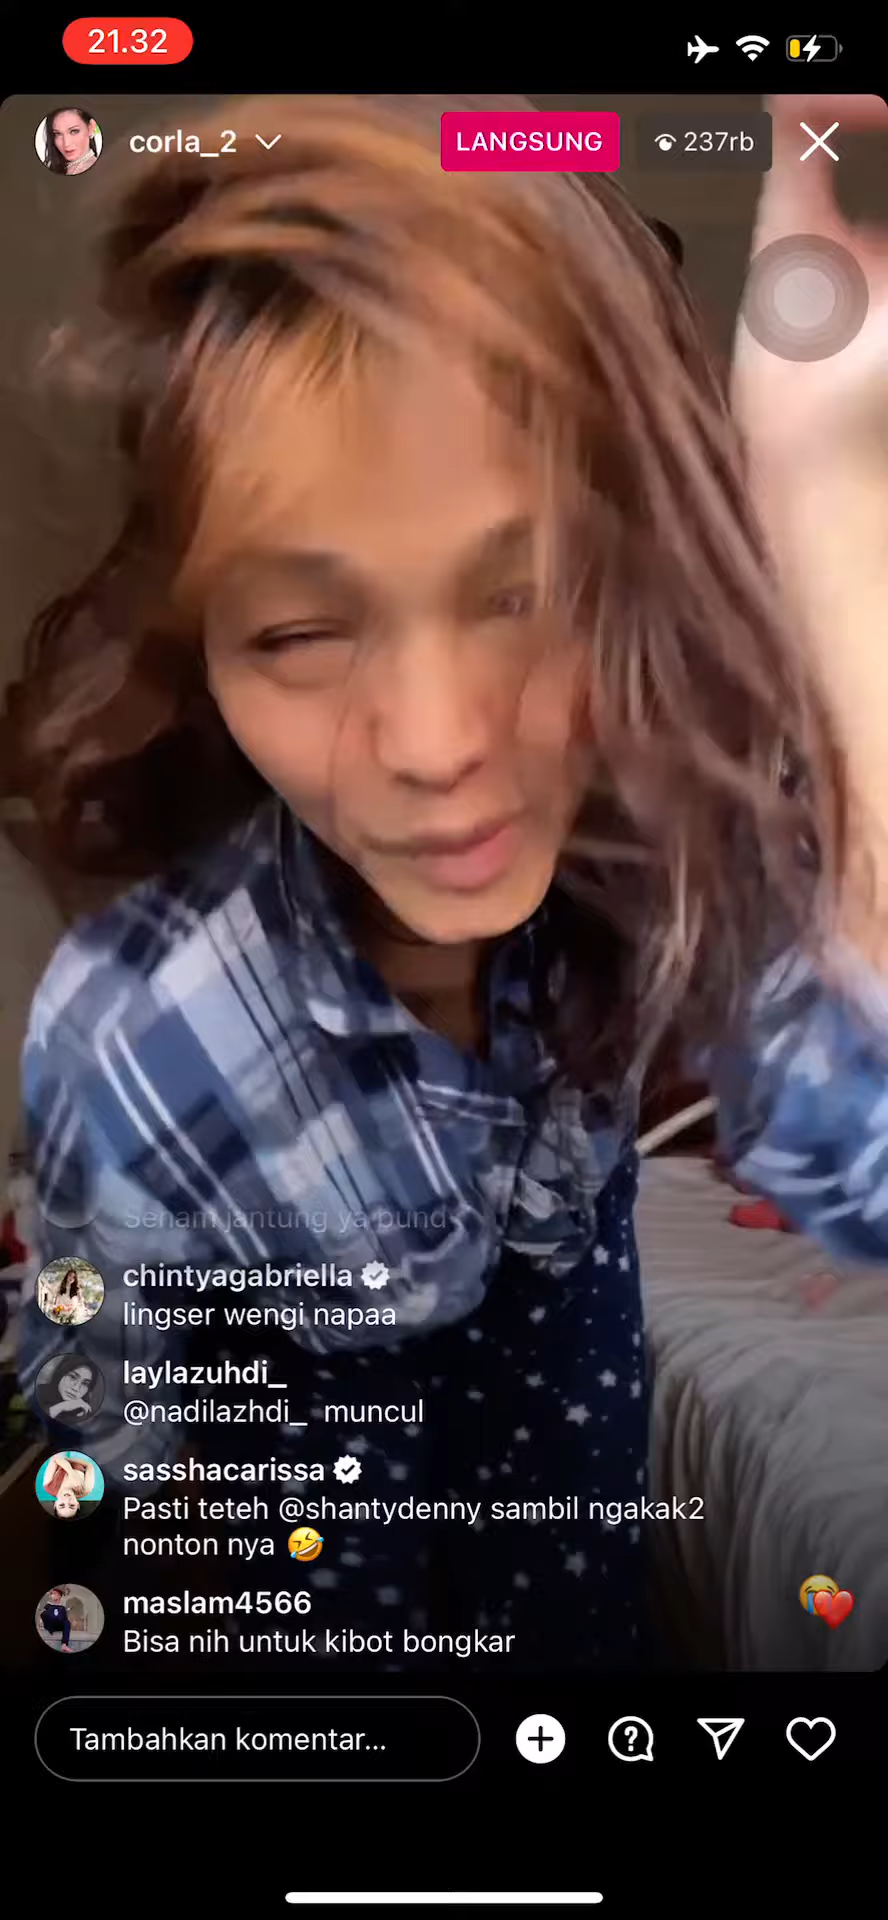 21.32
corla_2
LANGSUNG
237rb
Senam jantung ya bund
chintyagabriella
lingser wengi napaa
laylazuhdi_
@nadilazhdi_ muncul
sasshacarissa
Pasti teteh @shantydenny sambil ngakak2
nonton nya 🤣
maslam4566
Bisa nih untuk kibot bongkar
Tambahkan komentar...